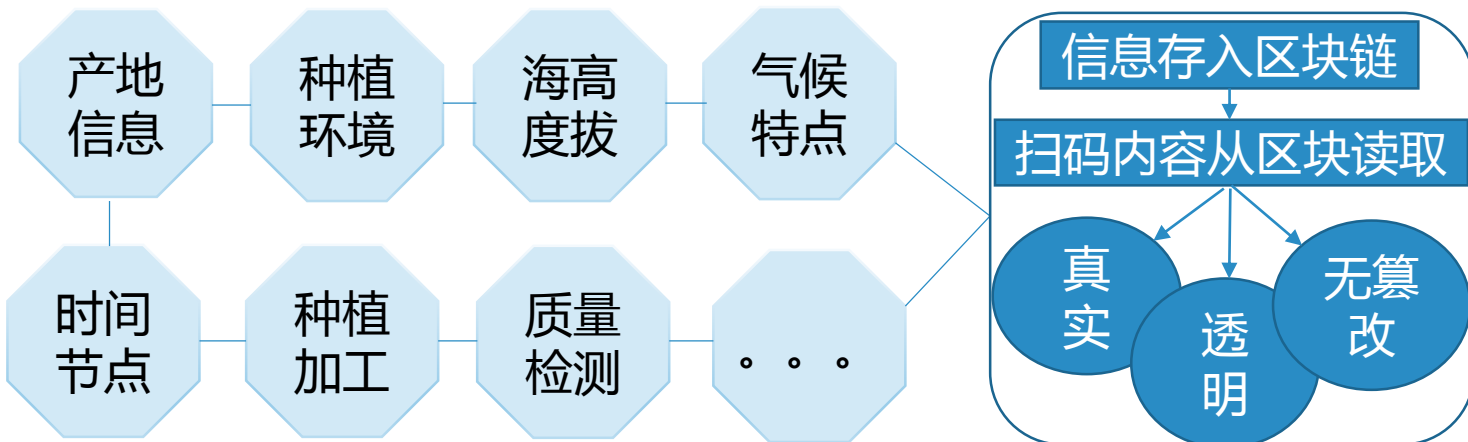 产地
信息
种植
环境
海高
度拔
气候
特点
时间
节点
种植
加工
质量
检测
。。。
信息存入区块链
扫码内容从区块读取
真
实
透
明
无篡
改